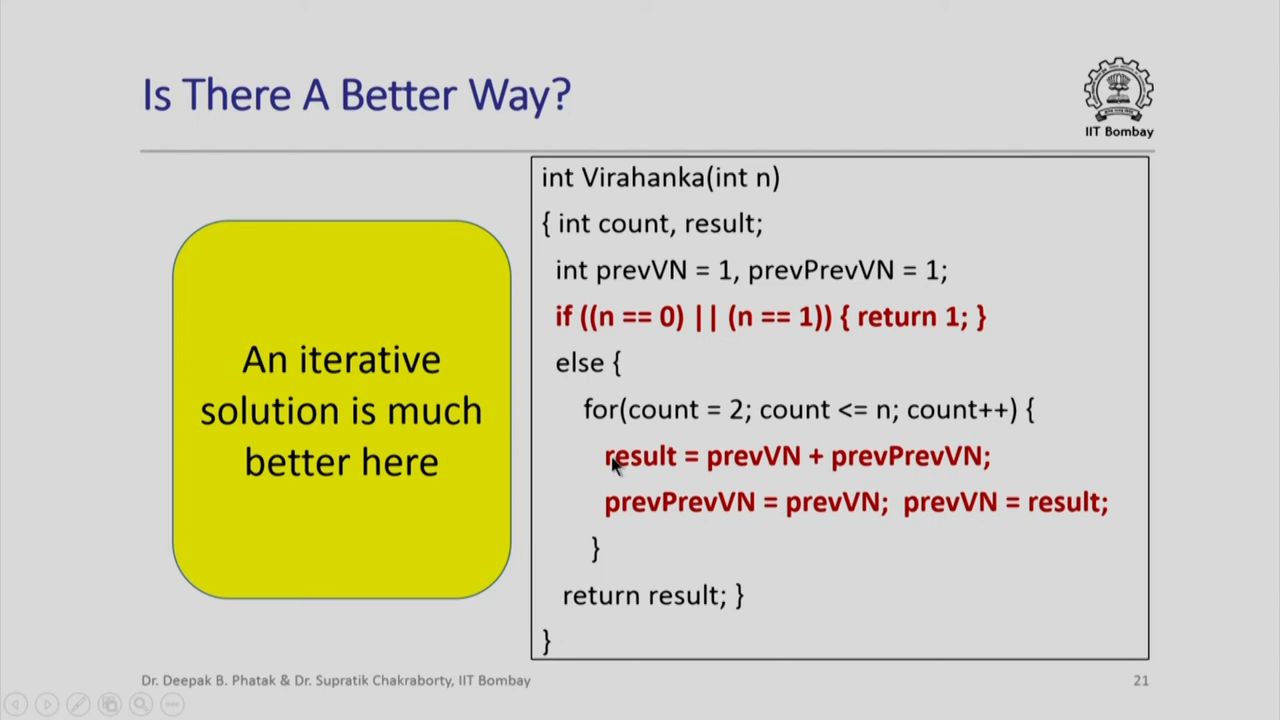 Is There A Better Way?
IIT Bombay
An iterative
solution is much
better here
int Virahanka(int n)
{ int count, result;
int prevVN = 1, prevPrevVN = 1;
if ((n == 0) || (n == 1)) { return 1; }
else {
for(count = 2; count <= n; count++) {
result = prevVN + prevPrevVN;
prevPrevVN = prevVN;  prevVN = result;
}
return result; }
}
Dr. Deepak B. Phatak & Dr. Supratik Chakraborty, IIT Bombay
21